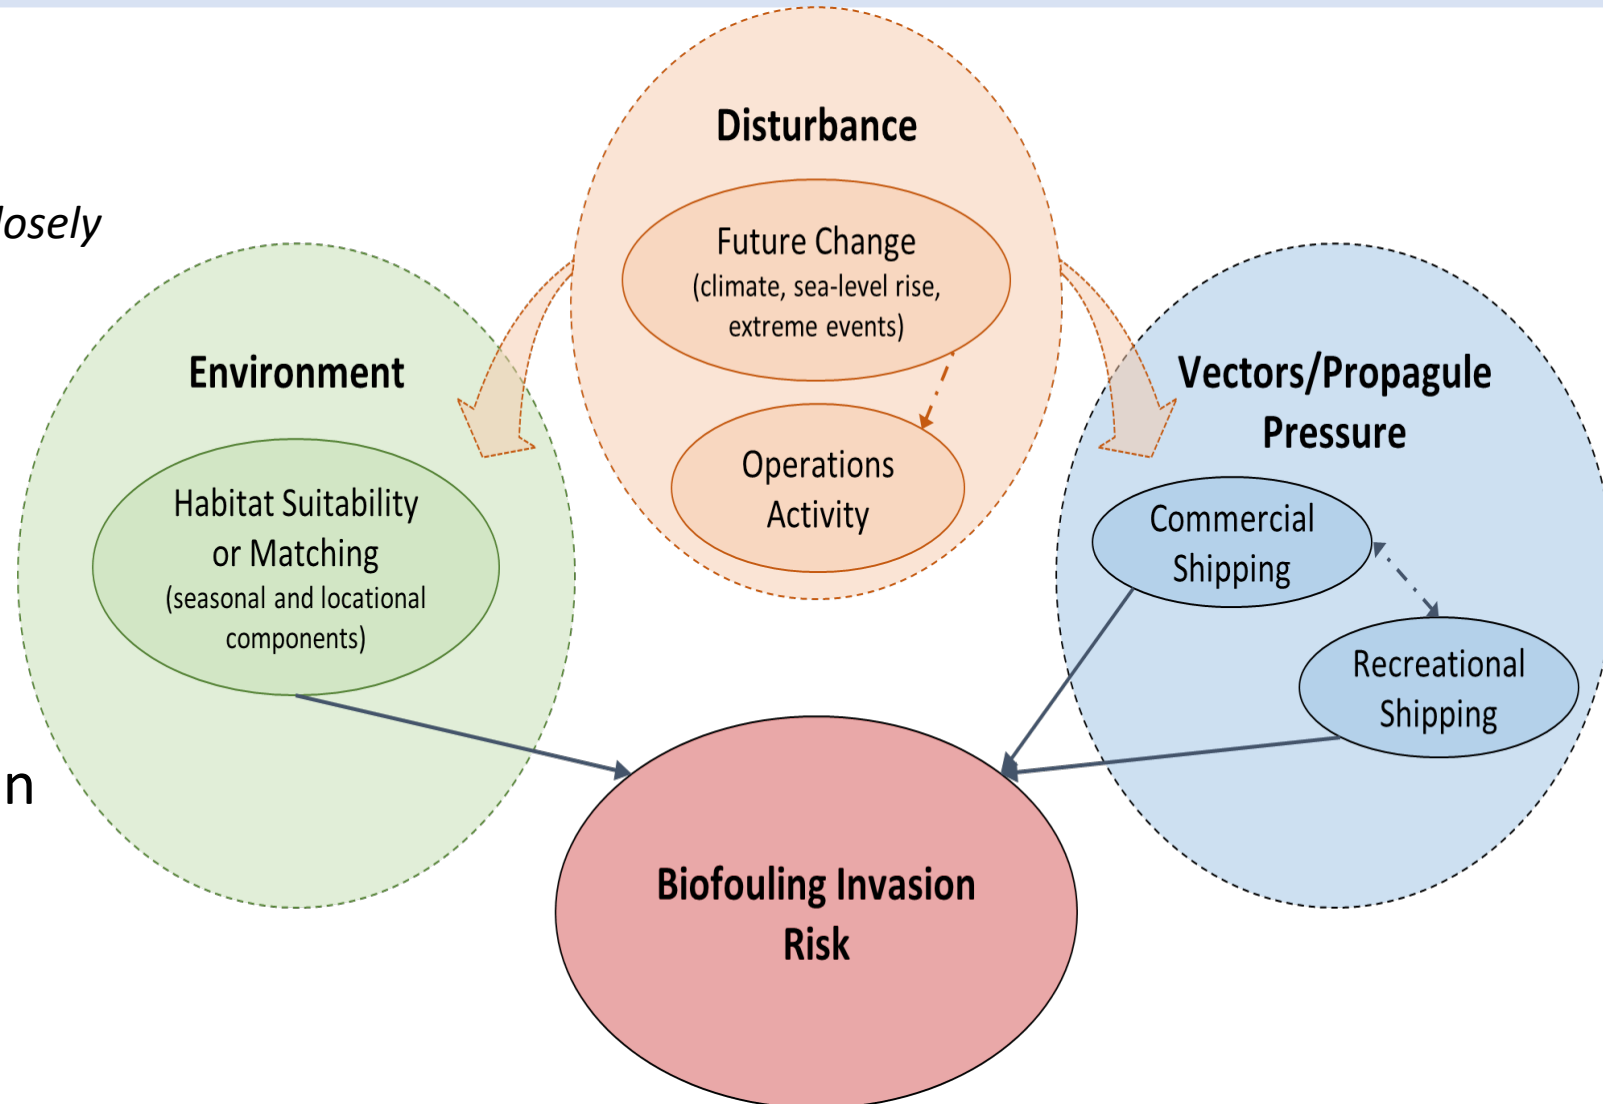 Disturbance
losely
Future Change
(climate, sea-level rise,
extreme events)
Operations
Activity
Environment
Habitat Suitability
or Matching
(seasonal and locational
components)
Vectors/Propagule
Pressure
Commercial
Shipping
Recreational
Shipping
n
Biofouling Invasion
Risk